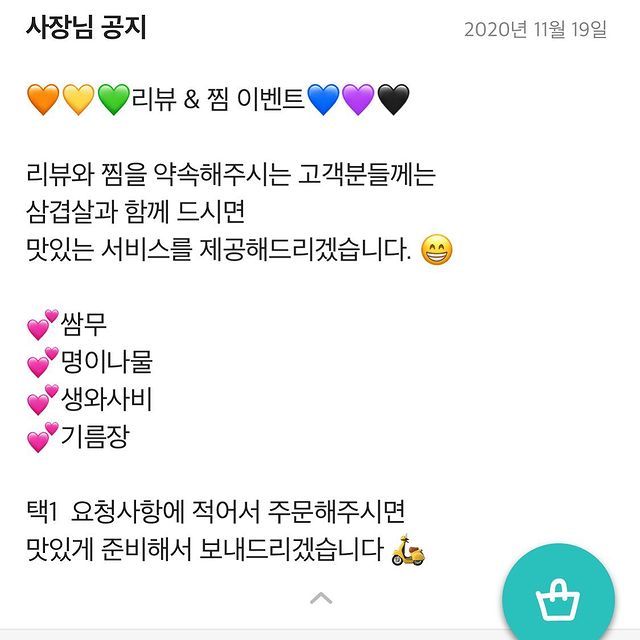 사장님 공지
2020년 11월 19일
🧡💛💚리뷰 & 찜 이벤트💙💜🖤
리뷰와 찜을 약속해주시는 고객분들께는
삼겹살과 함께 드시면
맛있는 서비스를 제공해드리겠습니다. 😁
💕쌈무
💕명이나물
💕생와사비
💕기름장
택1 요청사항에 적어서 주문해주시면
맛있게 준비해서 보내드리겠습니다 🛵